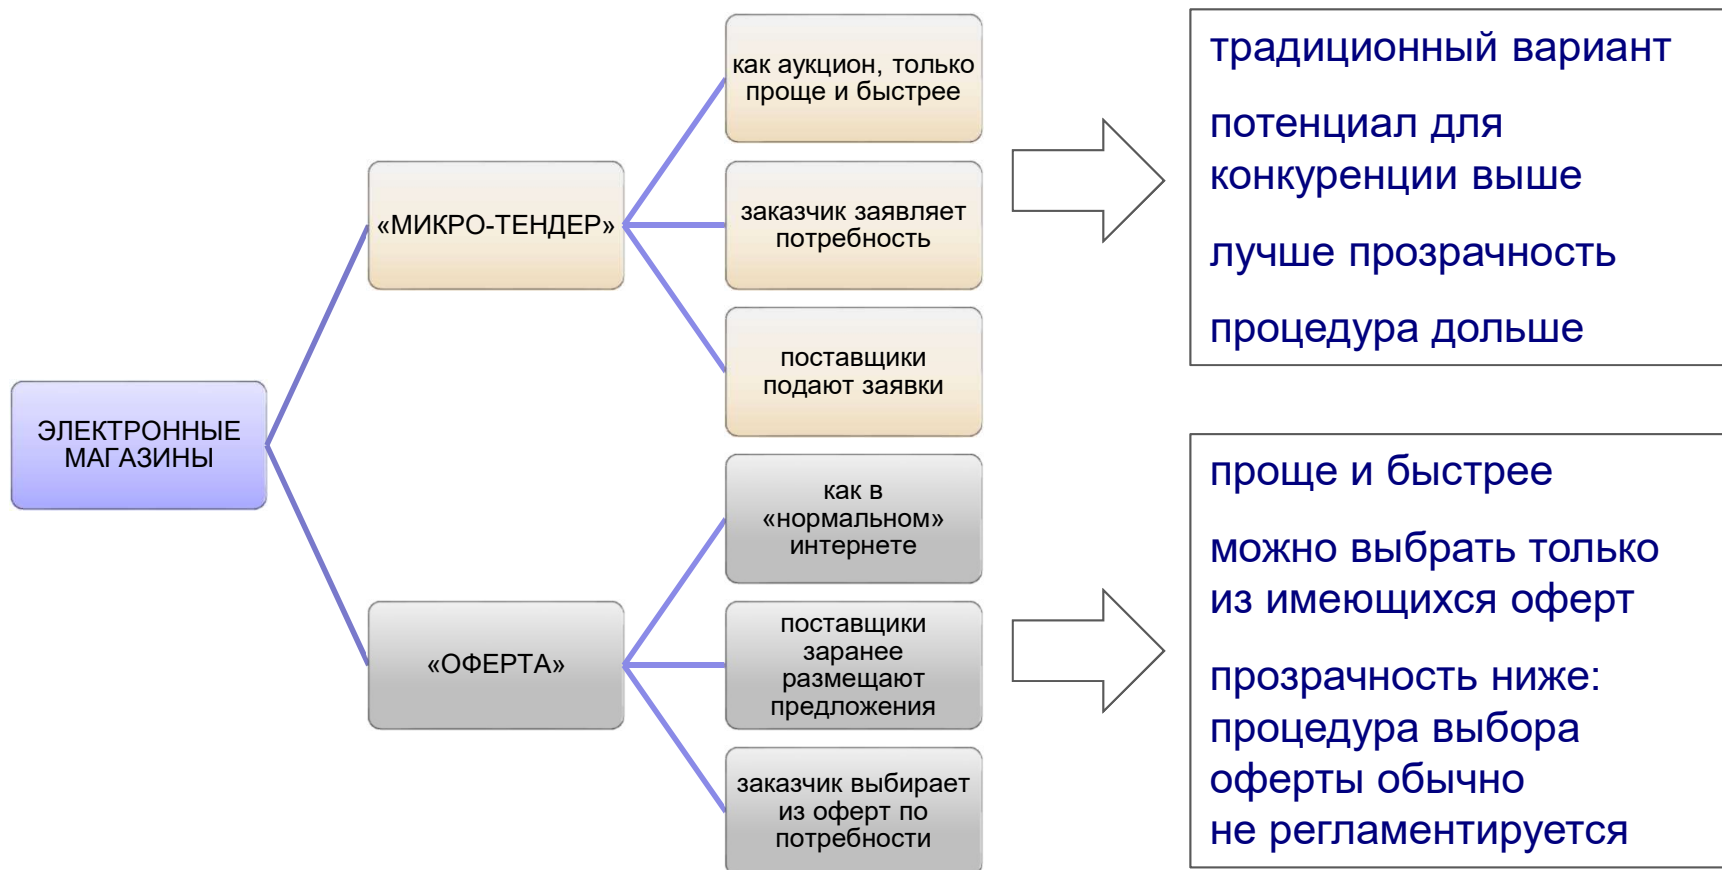 ЭЛЕКТРОННЫЕ
МАГАЗИНЫ
«МИКРО-ТЕНДЕР»
как аукцион, только
проще и быстрее
заказчик заявляет
потребность
поставщики
подают заявки
традиционный вариант
потенциал для
конкуренции выше
лучше прозрачность
процедура дольше
«ОФЕРТА»
как в
«нормальном»
интернете
поставщики
заранее
размещают
предложения
заказчик выбирает
из оферт по
потребности
проще и быстрее
можно выбрать только
из имеющихся оферт
прозрачность ниже:
процедура выбора
оферты обычно
не регламентируется